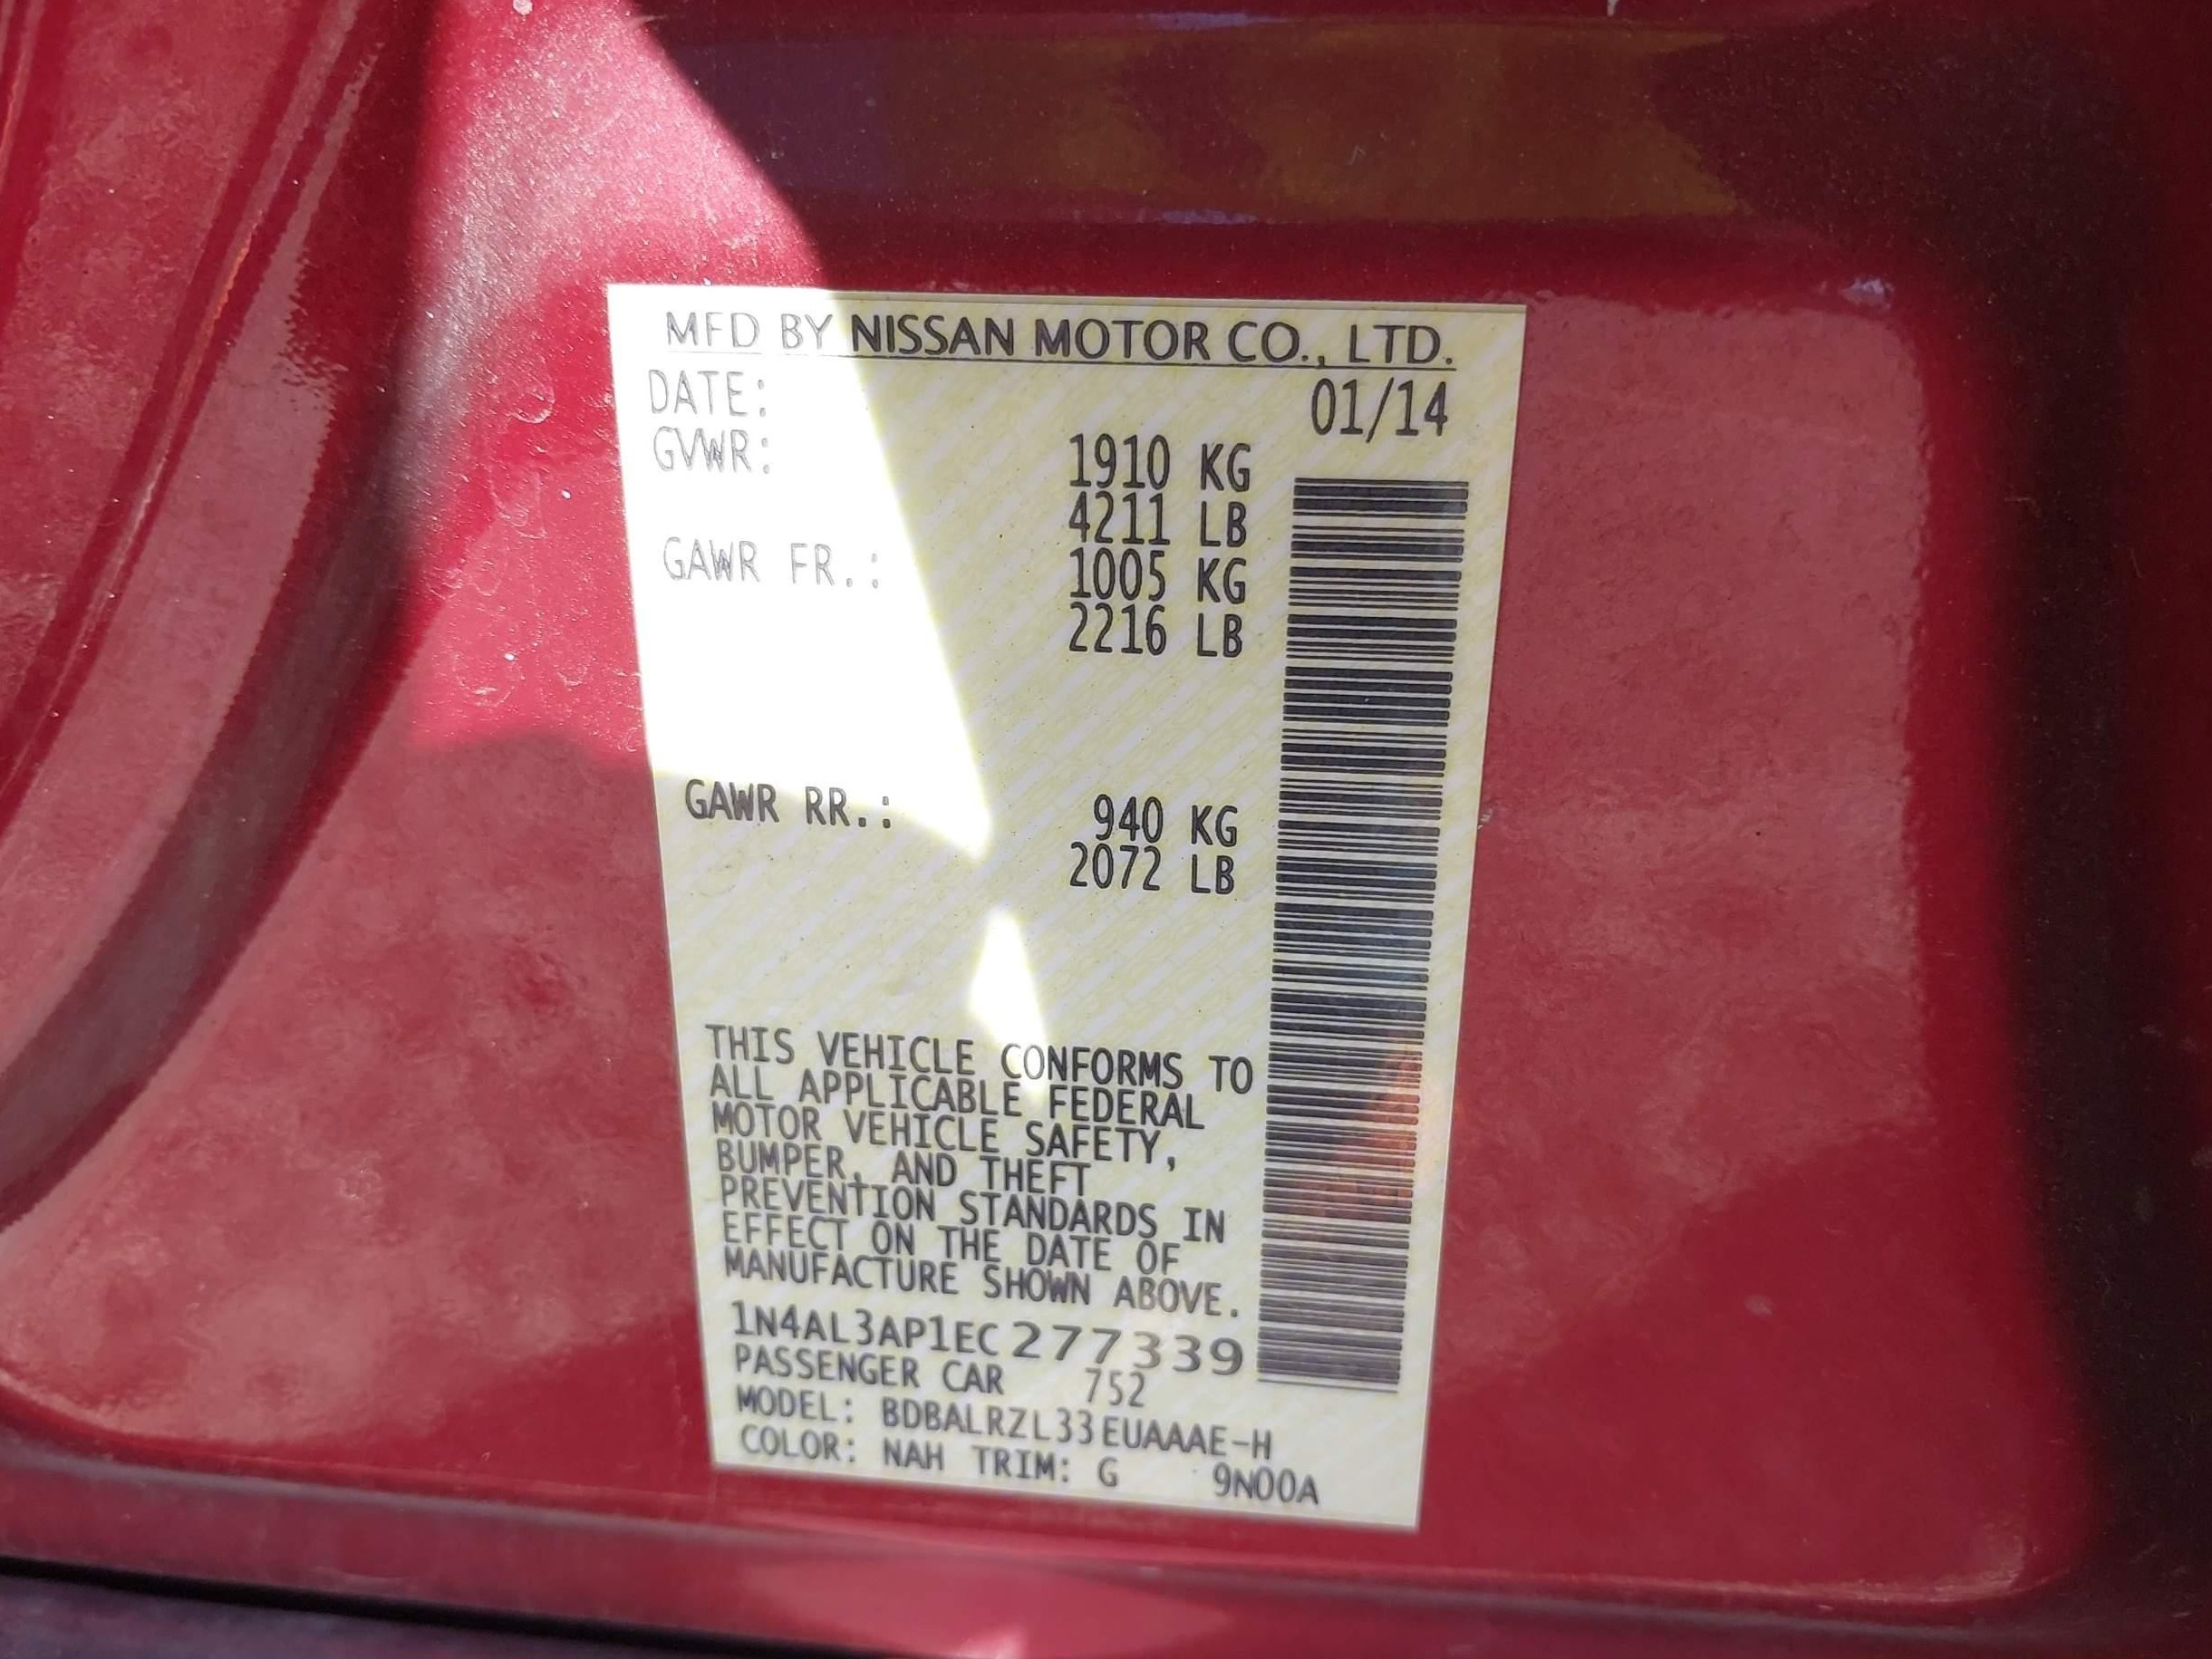 MFD BY NISSAN MOTOR CO., LTD.
DATE: 01/14
GVWR: 1910 KG
4211 LB
GAWR FR.: 1005 KG
2216 LB
GAWR RR.: 940 KG
2072 LB
THIS VEHICLE CONFORMS TO
ALL APPLICABLE FEDERAL
MOTOR VEHICLE SAFETY,
BUMPER, AND THEFT
PREVENTION STANDARDS IN
EFFECT ON THE DATE OF
MANUFACTURE SHOWN ABOVE.
1N4AL3AP1EC277339
PASSENGER CAR 752
MODEL: BDBALRZL33EUAAAE-H
COLOR: NAH TRIM: G 9N00A